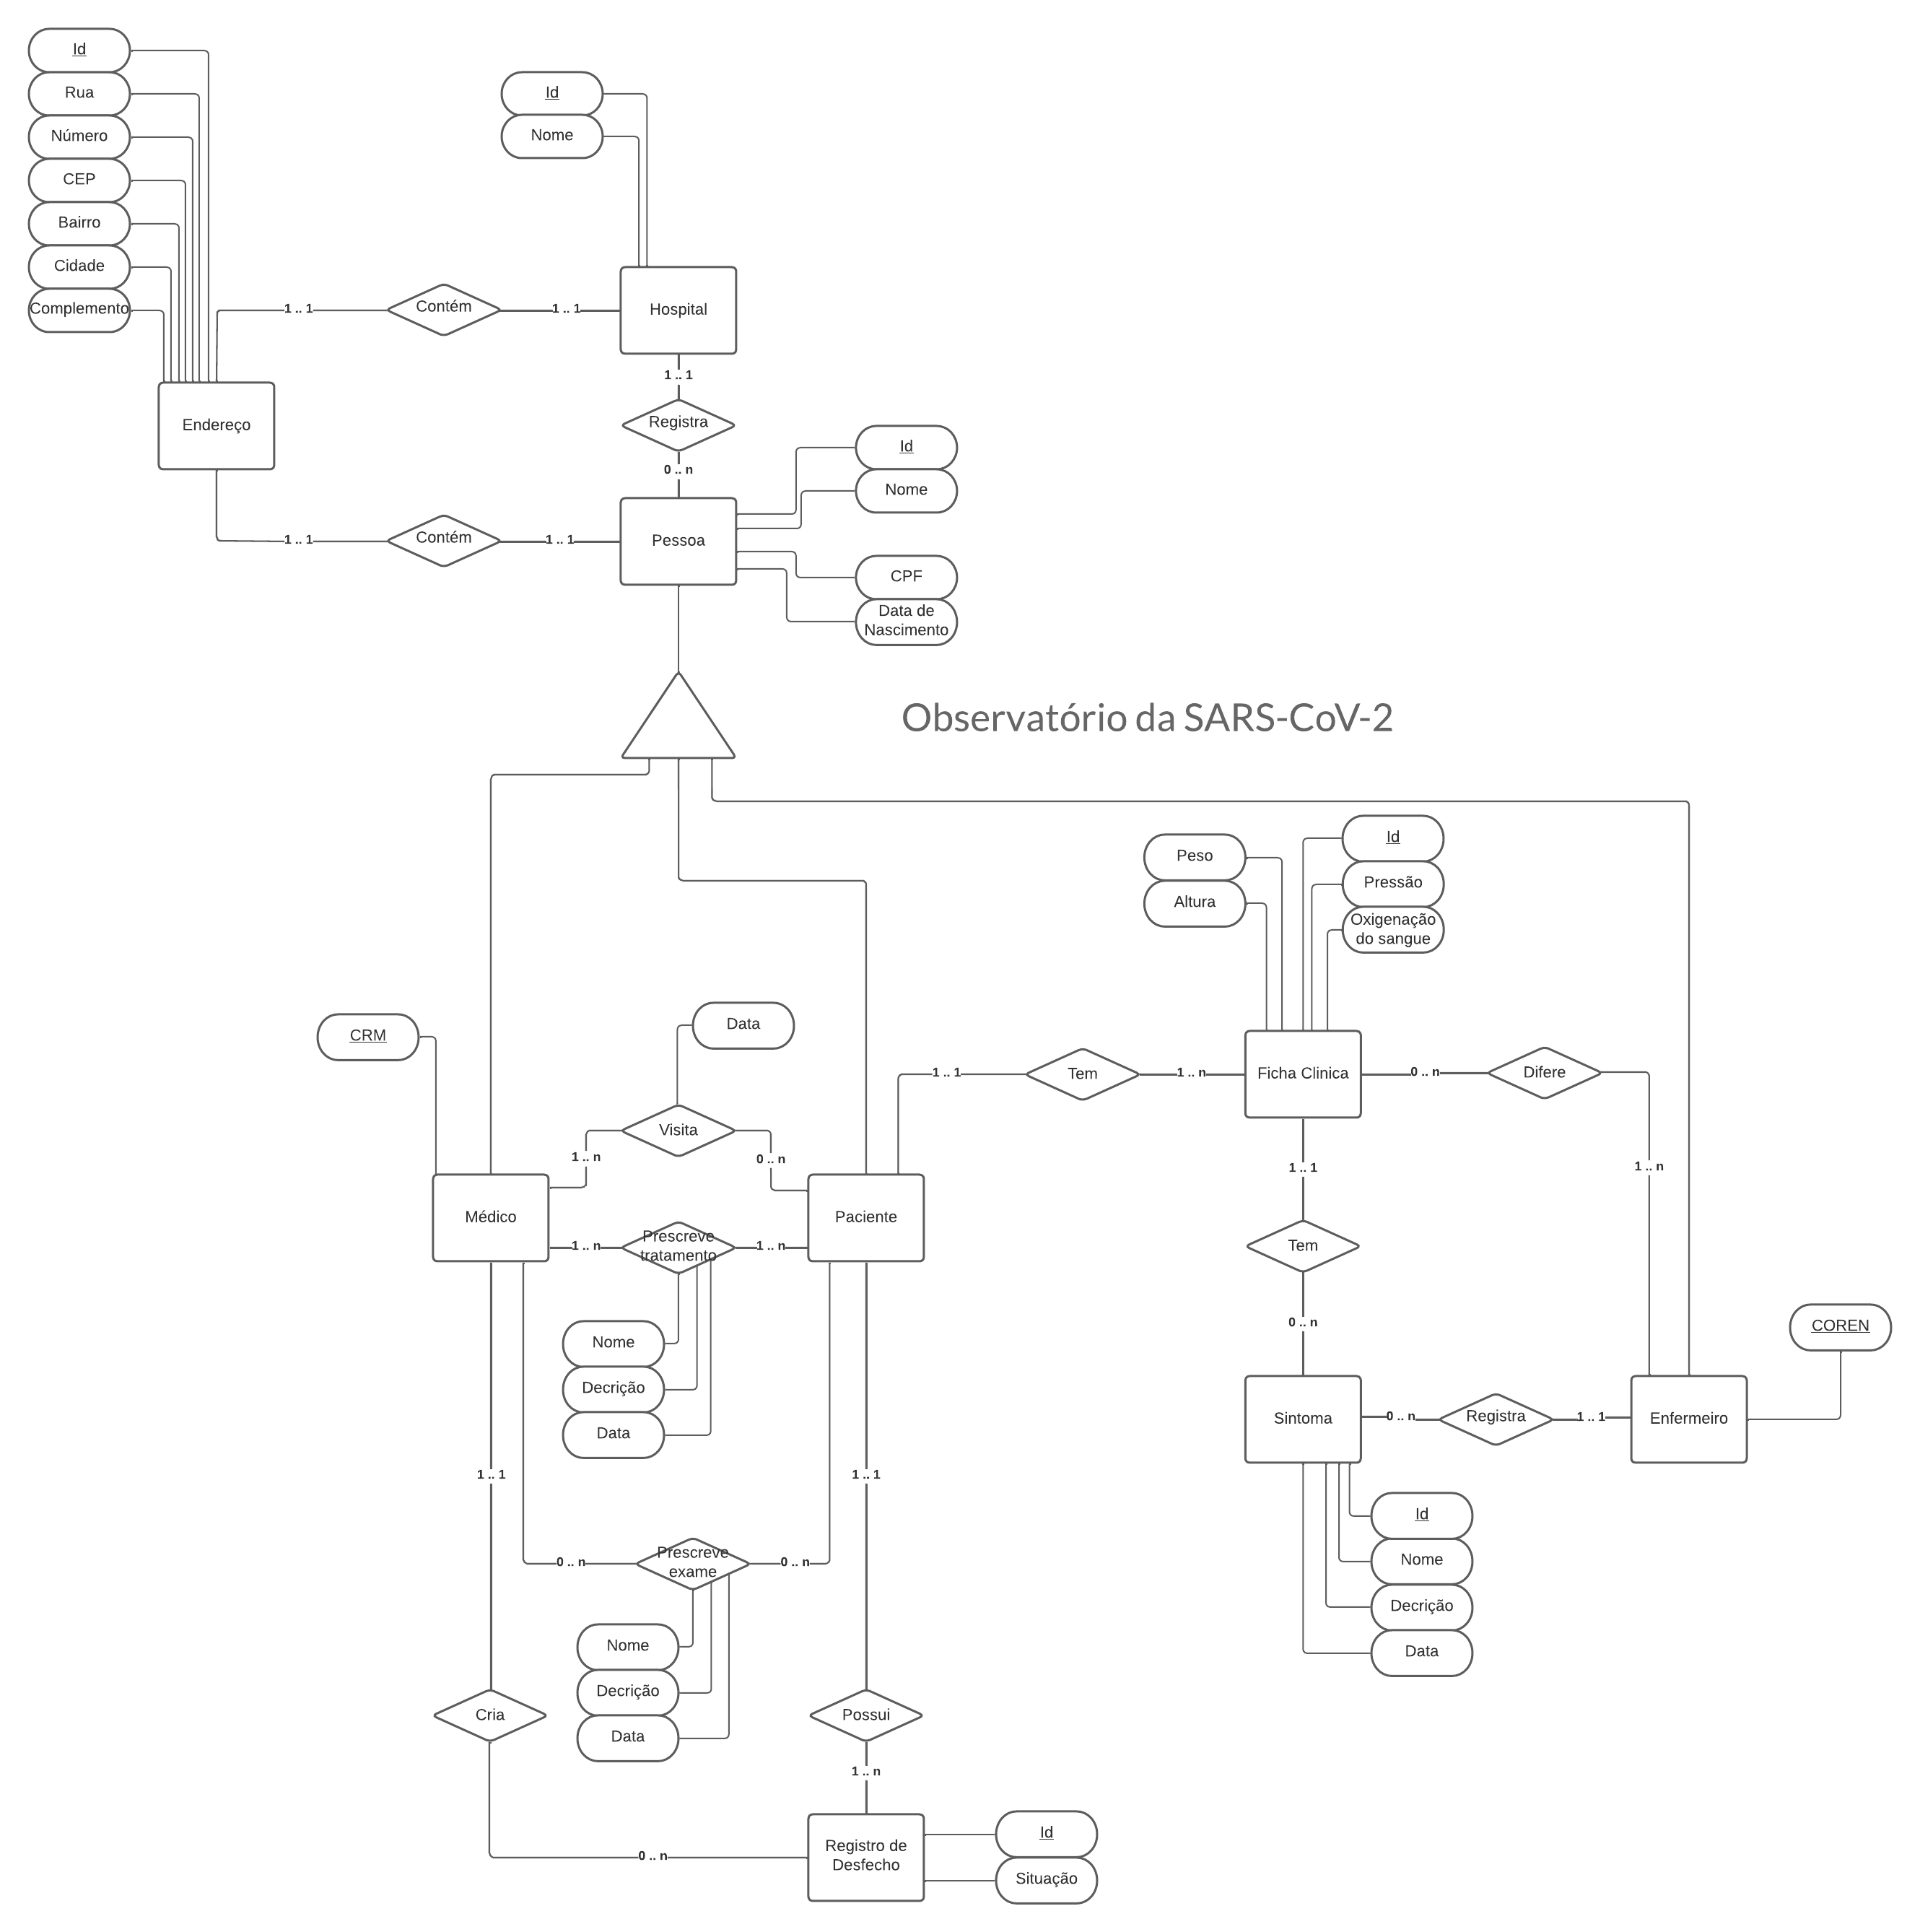 Id
Rua
Número
CEP
Bairro
Cidade
Complemento
Id
Nome
1 .. 1
Contém
1 .. 1
Hospital
1 .. 1
Registra
0 .. n
Endereço
1 .. 1
Contém
1 .. 1
Pessoa
Id
Nome
CPF
Data de
Nascimento
Observatório da SARS-CoV-2
Peso
Altura
Id
Pressão
Oxigenação
do sangue
CRM
Data
Visita
1 .. n
0 .. n
1 .. 1
Tem
1 .. n
Ficha Clinica
0 .. n
Difere
1 .. n
Médico
1 .. n
Prescreve
tratamento
1 .. n
Paciente
Nome
Decrição
Data
1 .. 1
Tem
0 .. n
COREN
Sintoma
0 .. n
Registra
1 .. 1
Enfermeiro
Id
Nome
Decrição
Data
1 .. 1
1 .. 1
0 .. n
Prescreve
exame
0 .. n
Nome
Decrição
Data
Cria
Possui
1 .. n
0 .. n
Registro de
Desfecho
Id
Situação